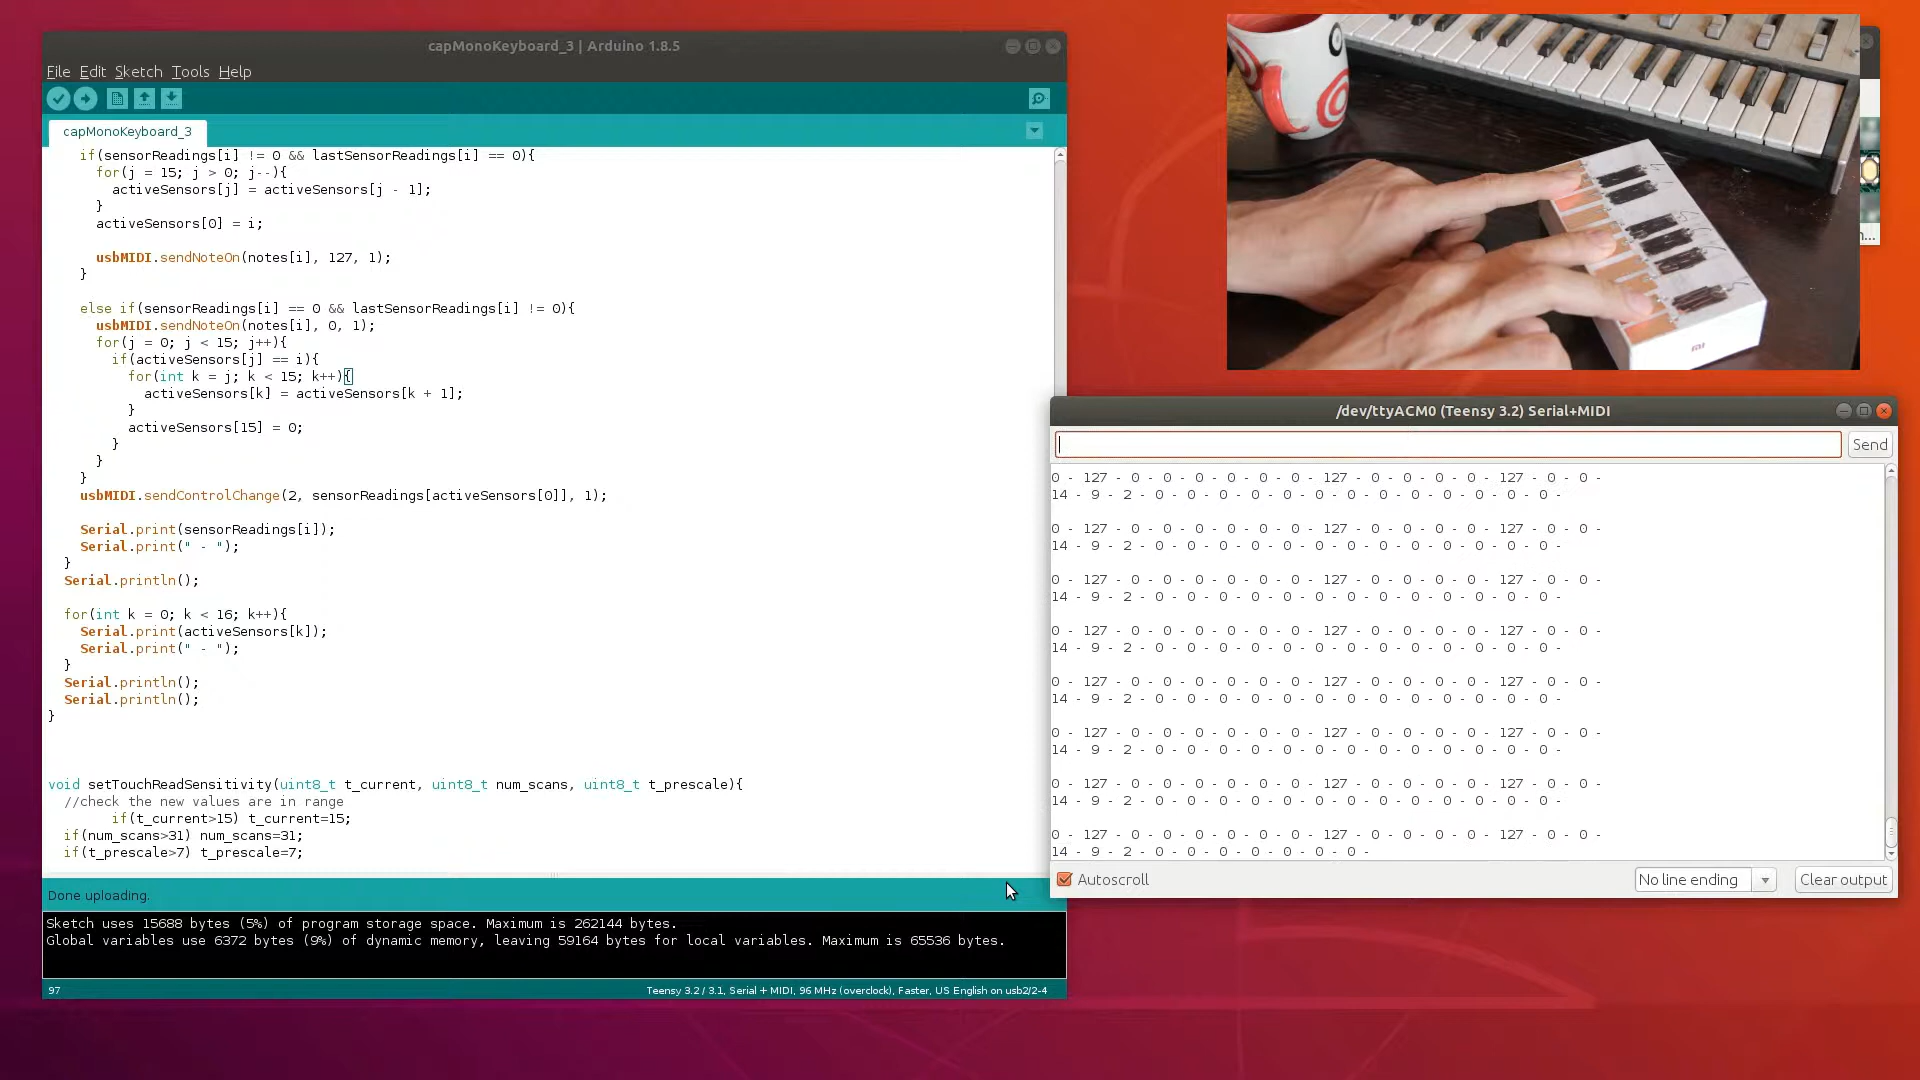 capMonoKeyboard_3 | Arduino 1.8.5
File Edit Sketch Tools Help
capMonoKeyboard_3
if(sensorReadings[i] != 0 && lastSensorReadings[i] == 0){
for(j = 15; j > 0; j--){
activeSensors[j] = activeSensors[j - 1];
}
activeSensors[0] = i;
usbMIDI.sendNoteOn(notes[i], 127, 1);
}
else if(sensorReadings[i] == 0 && lastSensorReadings[i] != 0){
usbMIDI.sendNoteOn(notes[i], 0, 1);
for(j = 0; j < 15; j++){
if(activeSensors[j] == i){
for(int k = j; k < 15; k++){
activeSensors[k] = activeSensors[k + 1];
}
activeSensors[15] = 0;
}
}
}
usbMIDI.sendControlChange(2, sensorReadings[activeSensors[0]], 1);
Serial.print(sensorReadings[i]);
Serial.print(" - ");
}
Serial.println();
for(int k = 0; k < 16; k++){
Serial.print(activeSensors[k]);
Serial.print(" - ");
}
Serial.println();
Serial.println();
}
void setTouchReadSensitivity(uint8_t t_current, uint8_t num_scans, uint8_t t_prescale){
//check the new values are in range
if(t_current>15) t_current=15;
if(num_scans>31) num_scans=31;
if(t_prescale>7) t_prescale=7;
Done uploading.
Sketch uses 15688 bytes (5%) of program storage space. Maximum is 262144 bytes.
Global variables use 6372 bytes (9%) of dynamic memory, leaving 59164 bytes for local variables. Maximum is 65536 bytes.
97
Teensy 3.2 / 3.1, Serial + MIDI, 96 MHz (overclock), Faster, US English on usb2/2-4
mi
n...
/dev/ttyACM0 (Teensy 3.2) Serial+MIDI
Send
0 - 127 - 0 - 0 - 0 - 0 - 0 - 0 - 127 - 0 - 0 - 0 - 0 - 127 - 0 - 0 -
14 - 9 - 2 - 0 - 0 - 0 - 0 - 0 - 0 - 0 - 0 - 0 - 0 - 0 - 0 - 0 -
0 - 127 - 0 - 0 - 0 - 0 - 0 - 0 - 127 - 0 - 0 - 0 - 0 - 127 - 0 - 0 -
14 - 9 - 2 - 0 - 0 - 0 - 0 - 0 - 0 - 0 - 0 - 0 - 0 - 0 - 0 - 0 -
0 - 127 - 0 - 0 - 0 - 0 - 0 - 0 - 127 - 0 - 0 - 0 - 0 - 127 - 0 - 0 -
14 - 9 - 2 - 0 - 0 - 0 - 0 - 0 - 0 - 0 - 0 - 0 - 0 - 0 - 0 - 0 -
0 - 127 - 0 - 0 - 0 - 0 - 0 - 0 - 127 - 0 - 0 - 0 - 0 - 127 - 0 - 0 -
14 - 9 - 2 - 0 - 0 - 0 - 0 - 0 - 0 - 0 - 0 - 0 - 0 - 0 - 0 - 0 -
0 - 127 - 0 - 0 - 0 - 0 - 0 - 0 - 127 - 0 - 0 - 0 - 0 - 127 - 0 - 0 -
14 - 9 - 2 - 0 - 0 - 0 - 0 - 0 - 0 - 0 - 0 - 0 - 0 - 0 - 0 - 0 -
0 - 127 - 0 - 0 - 0 - 0 - 0 - 0 - 127 - 0 - 0 - 0 - 0 - 127 - 0 - 0 -
14 - 9 - 2 - 0 - 0 - 0 - 0 - 0 - 0 - 0 - 0 - 0 - 0 - 0 - 0 - 0 -
0 - 127 - 0 - 0 - 0 - 0 - 0 - 0 - 127 - 0 - 0 - 0 - 0 - 127 - 0 - 0 -
14 - 9 - 2 - 0 - 0 - 0 - 0 - 0 - 0 - 0 - 0 - 0 - 0 - 0 - 0 - 0 -
0 - 127 - 0 - 0 - 0 - 0 - 0 - 0 - 127 - 0 - 0 - 0 - 0 - 127 - 0 - 0 -
14 - 9 - 2 - 0 - 0 - 0 - 0 - 0 - 0 - 0 -
Autoscroll
No line ending
Clear output